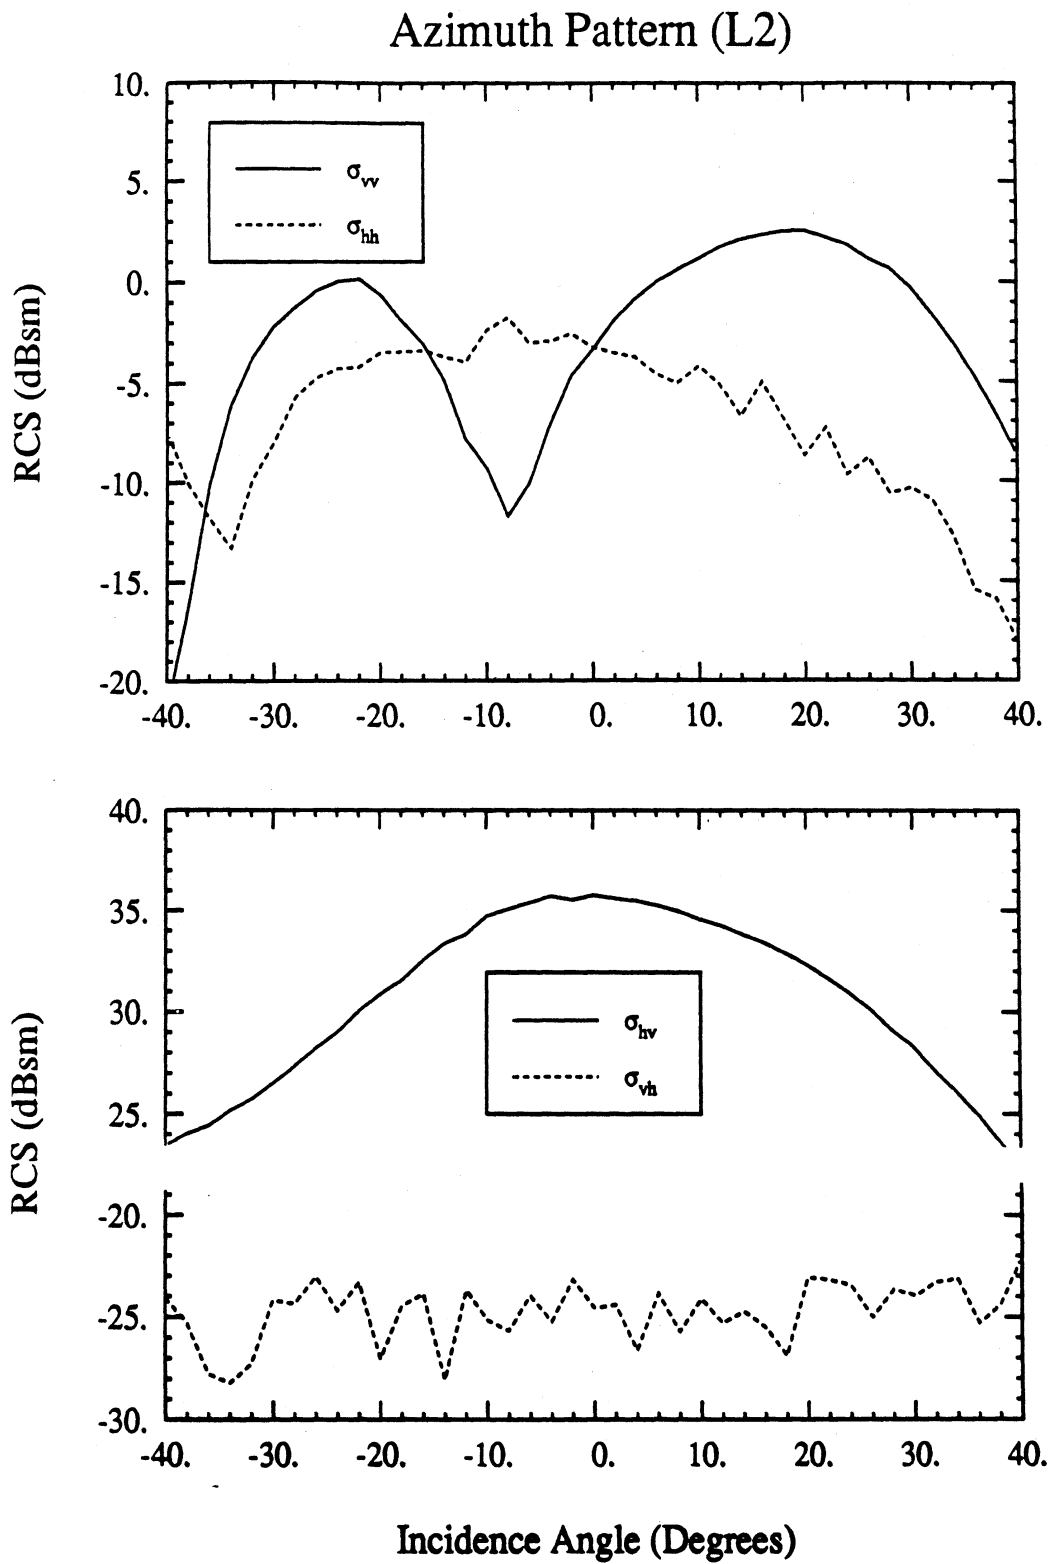 Azimuth Pattern (L2)
10.
5.
0.
-5.
-10.
-15.
-20.
RCS (dBsm)
σvv
σhh
-40. -30. -20. -10. 0. 10. 20. 30. 40.
40.
35.
30.
25.
-20.
-25.
-30.
RCS (dBsm)
σhv
σvh
-40. -30. -20. -10. 0. 10. 20. 30. 40.
Incidence Angle (Degrees)